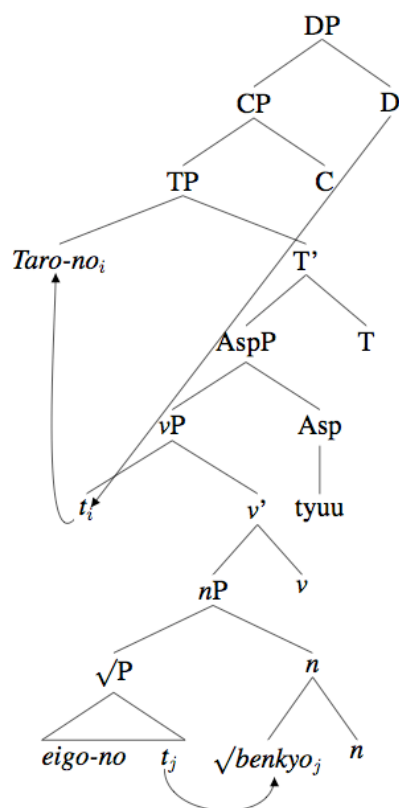 DP
CP D
TP C
Taro-noᵢ T’
AspP T
vP Asp
tᵢ v’ tyuu
nP v
√P n
eigo-no tⱼ √benkyoⱼ n